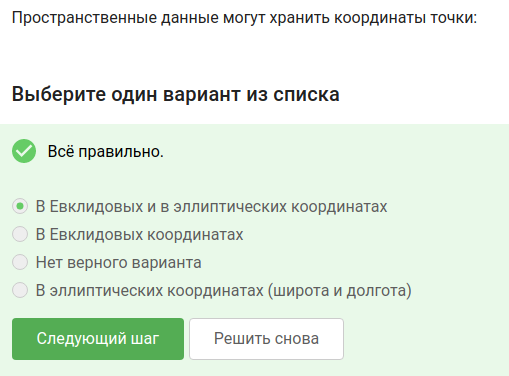 Пространственные данные могут хранить координаты точки:
Выберите один вариант из списка
Всё правильно.
В Евклидовых и в эллиптических координатах
В Евклидовых координатах
Нет верного варианта
В эллиптических координатах (широта и долгота)
Следующий шаг
Решить снова